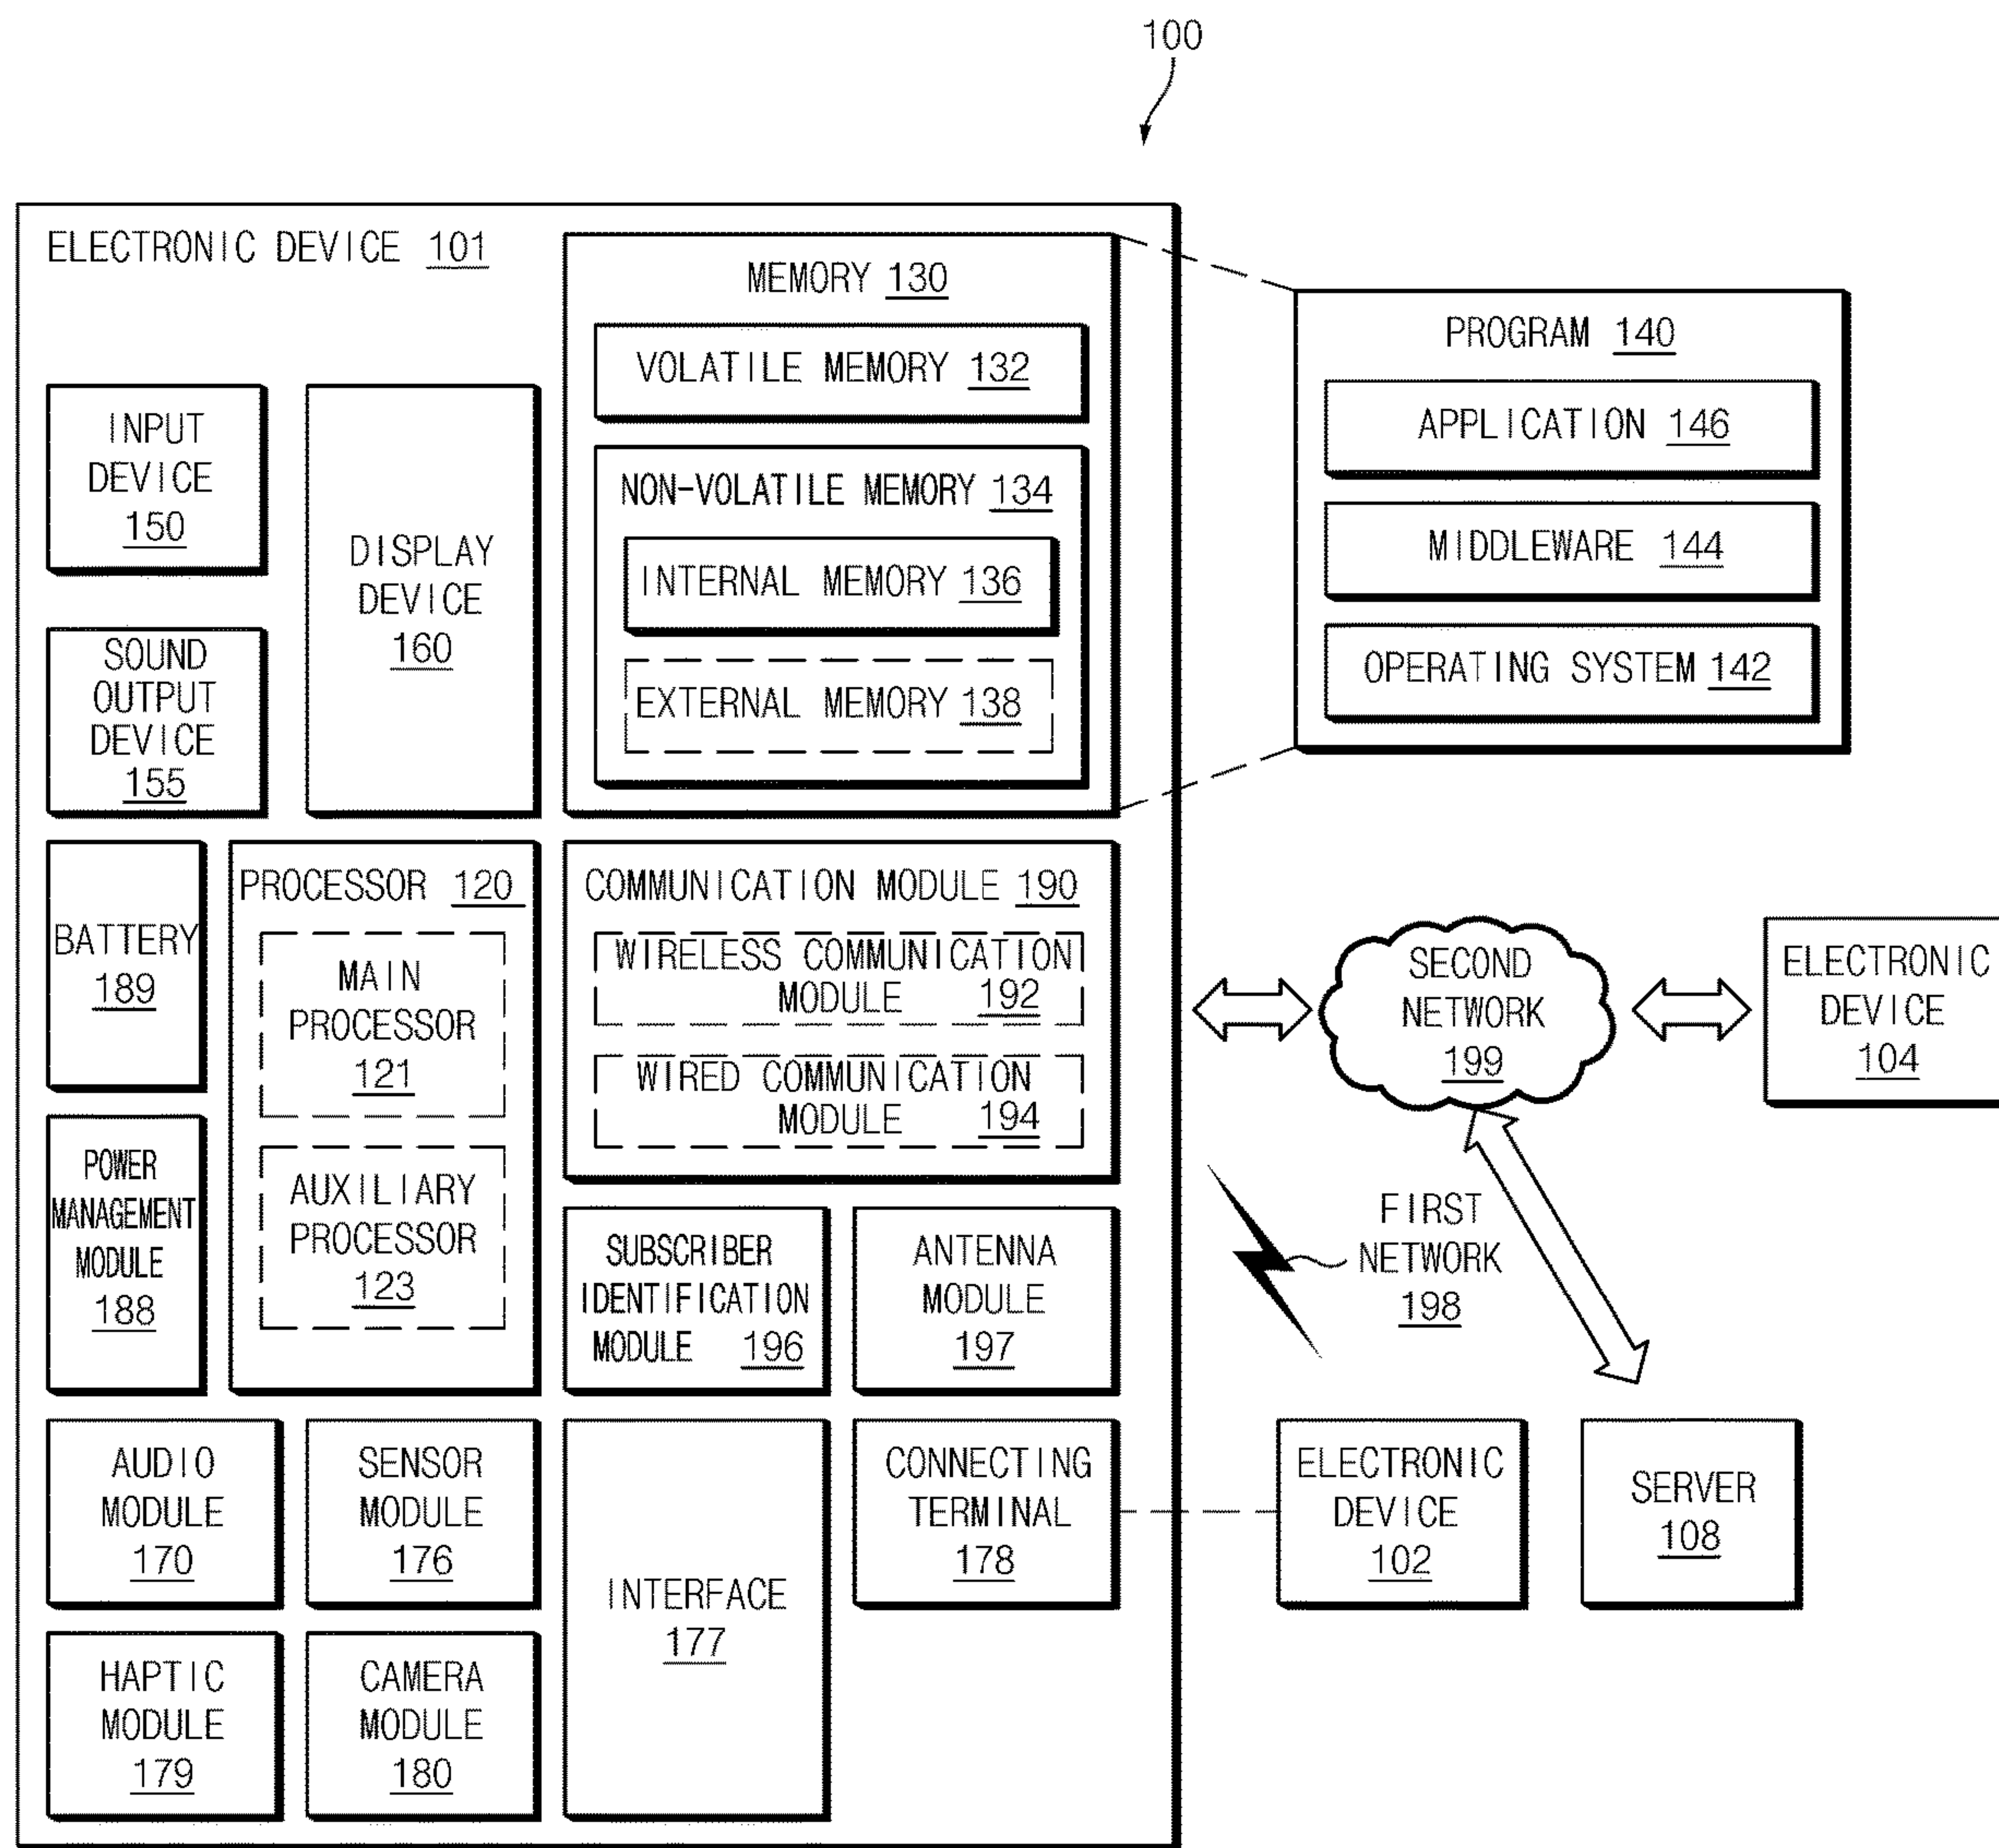 100
ELECTRONIC DEVICE 101
MEMORY 130
VOLATILE MEMORY 132
NON-VOLATILE MEMORY 134
INTERNAL MEMORY 136
EXTERNAL MEMORY 138
PROGRAM 140
APPLICATION 146
MIDDLEWARE 144
OPERATING SYSTEM 142
INPUT
DEVICE
150
DISPLAY
DEVICE
160
SOUND
OUTPUT
DEVICE
155
BATTERY
189
PROCESSOR 120
MAIN
PROCESSOR
121
AUXILIARY
PROCESSOR
123
POWER
MANAGEMENT
MODULE
188
COMMUNICATION MODULE 190
WIRELESS COMMUNICATION
MODULE 192
WIRED COMMUNICATION
MODULE 194
SUBSCRIBER
IDENTIFICATION
MODULE 196
ANTENNA
MODULE
197
SECOND
NETWORK
199
ELECTRONIC
DEVICE
104
FIRST
NETWORK
198
AUDIO
MODULE
170
SENSOR
MODULE
176
INTERFACE
177
CONNECTING
TERMINAL
178
ELECTRONIC
DEVICE
102
SERVER
108
HAPTIC
MODULE
179
CAMERA
MODULE
180